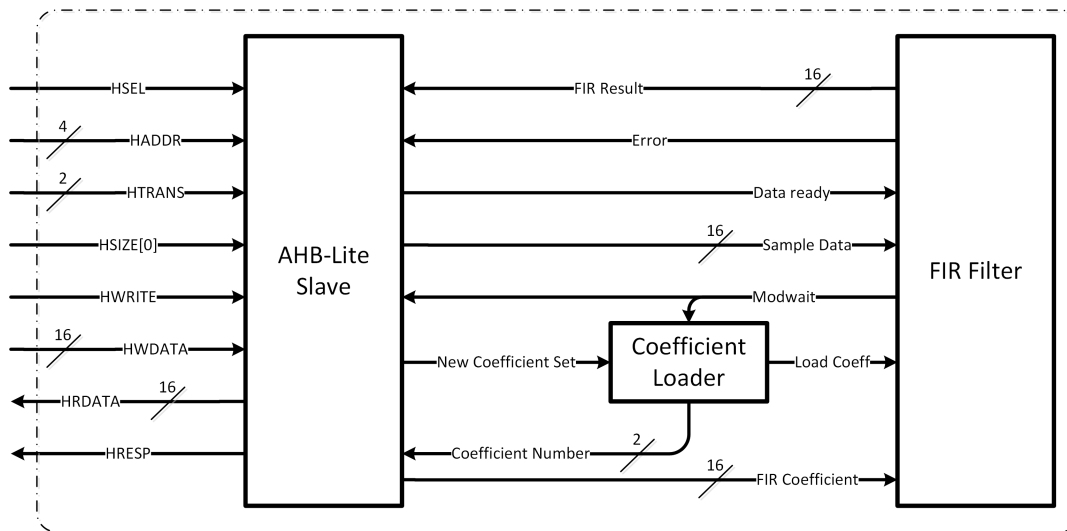 HSEL
16
FIR Result
4
HADDR
Error
2
HTRANS
Data ready
HSIZE[0]
16
Sample Data
AHB-Lite
Slave
FIR Filter
HWRITE
Modwait
16
HWDATA
New Coefficient Set
Coefficient
Loader
Load Coeff
HRDATA
16
HRESP
Coefficient Number
2
16
FIR Coefficient